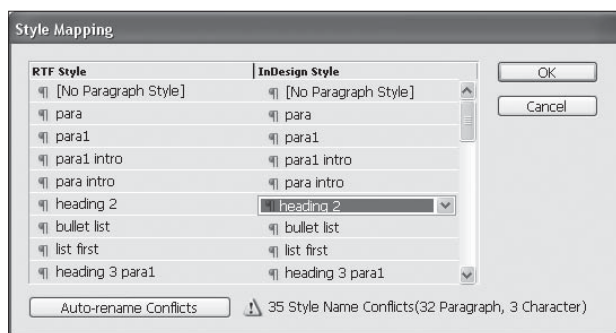 Style Mapping
RTF Style InDesign Style
[No Paragraph Style] [No Paragraph Style]
para para
para1 para1
para1 intro para1 intro
para intro para intro
heading 2 heading 2
bullet list bullet list
list first list first
heading 3 para1 heading 3 para1
OK
Cancel
Auto-rename Conflicts 35 Style Name Conflicts(32 Paragraph, 3 Character)